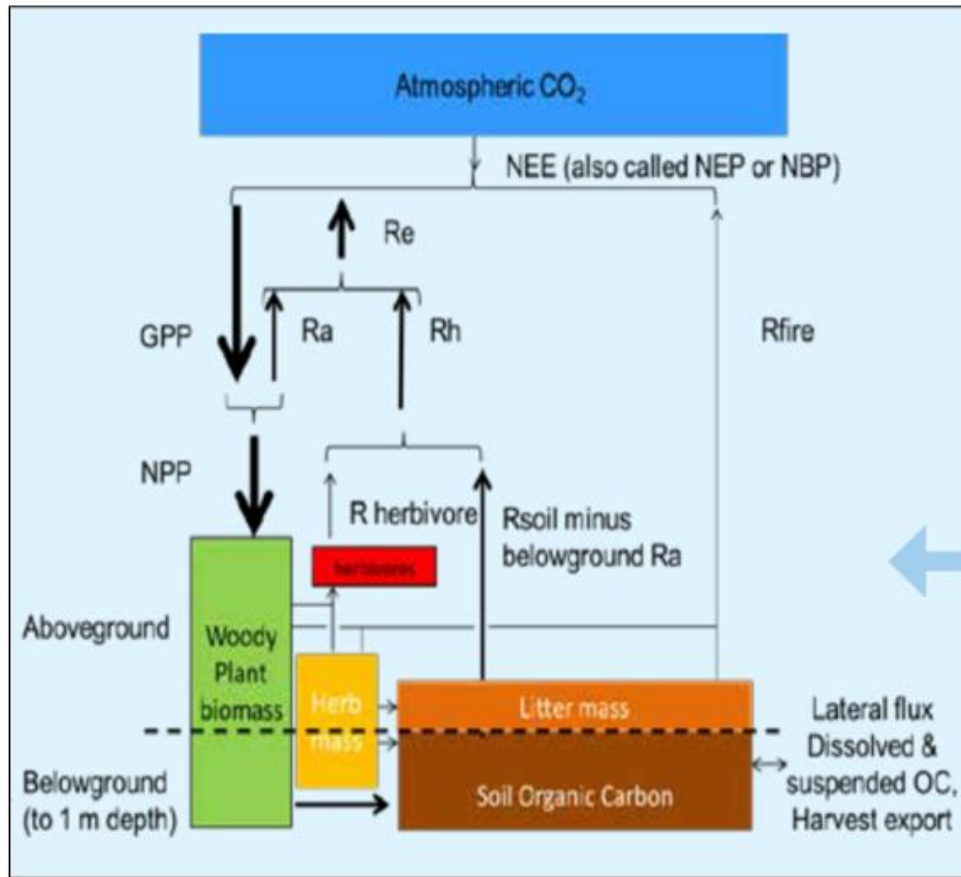 Atmospheric CO₂
NEE (also called NEP or NBP)
Re
GPP
Ra
Rh
Rfire
NPP
R herbivore
Rsoil minus
belowground Ra
herbivores
Aboveground
Woody
Plant
biomass
Herb
mass
Litter mass
Lateral flux
Dissolved &
suspended OC,
Harvest export
Belowground
(to 1 m depth)
Soil Organic Carbon